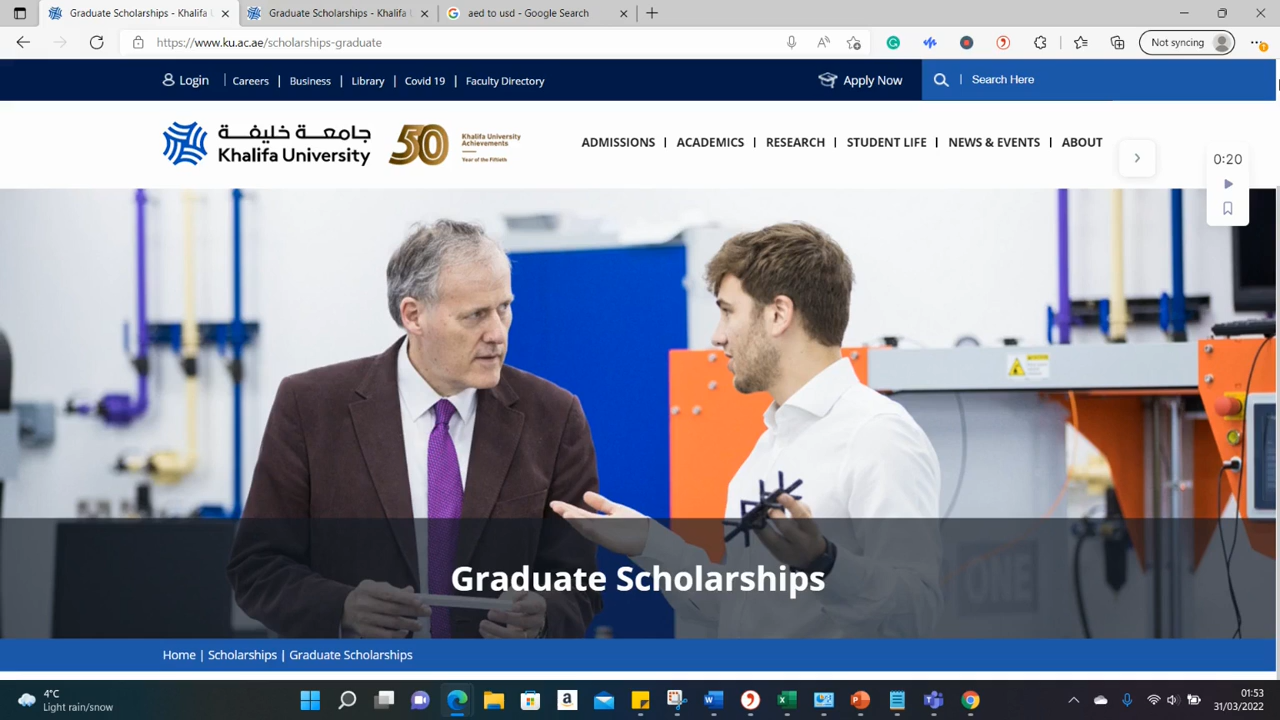 Graduate Scholarships - Khalifa U
Graduate Scholarships - Khalifa U
aed to usd - Google Search
https://www.ku.ac.ae/scholarships-graduate
Not syncing
Login | Careers | Business | Library | Covid 19 | Faculty Directory
Apply Now
Search Here
جامعة خليفة
Khalifa University
50
Khalifa University
Achievements
Year of the Fiftieth
ADMISSIONS | ACADEMICS | RESEARCH | STUDENT LIFE | NEWS & EVENTS | ABOUT
0:20
Graduate Scholarships
Home | Scholarships | Graduate Scholarships
4°C
Light rain/snow
01:53
31/03/2022